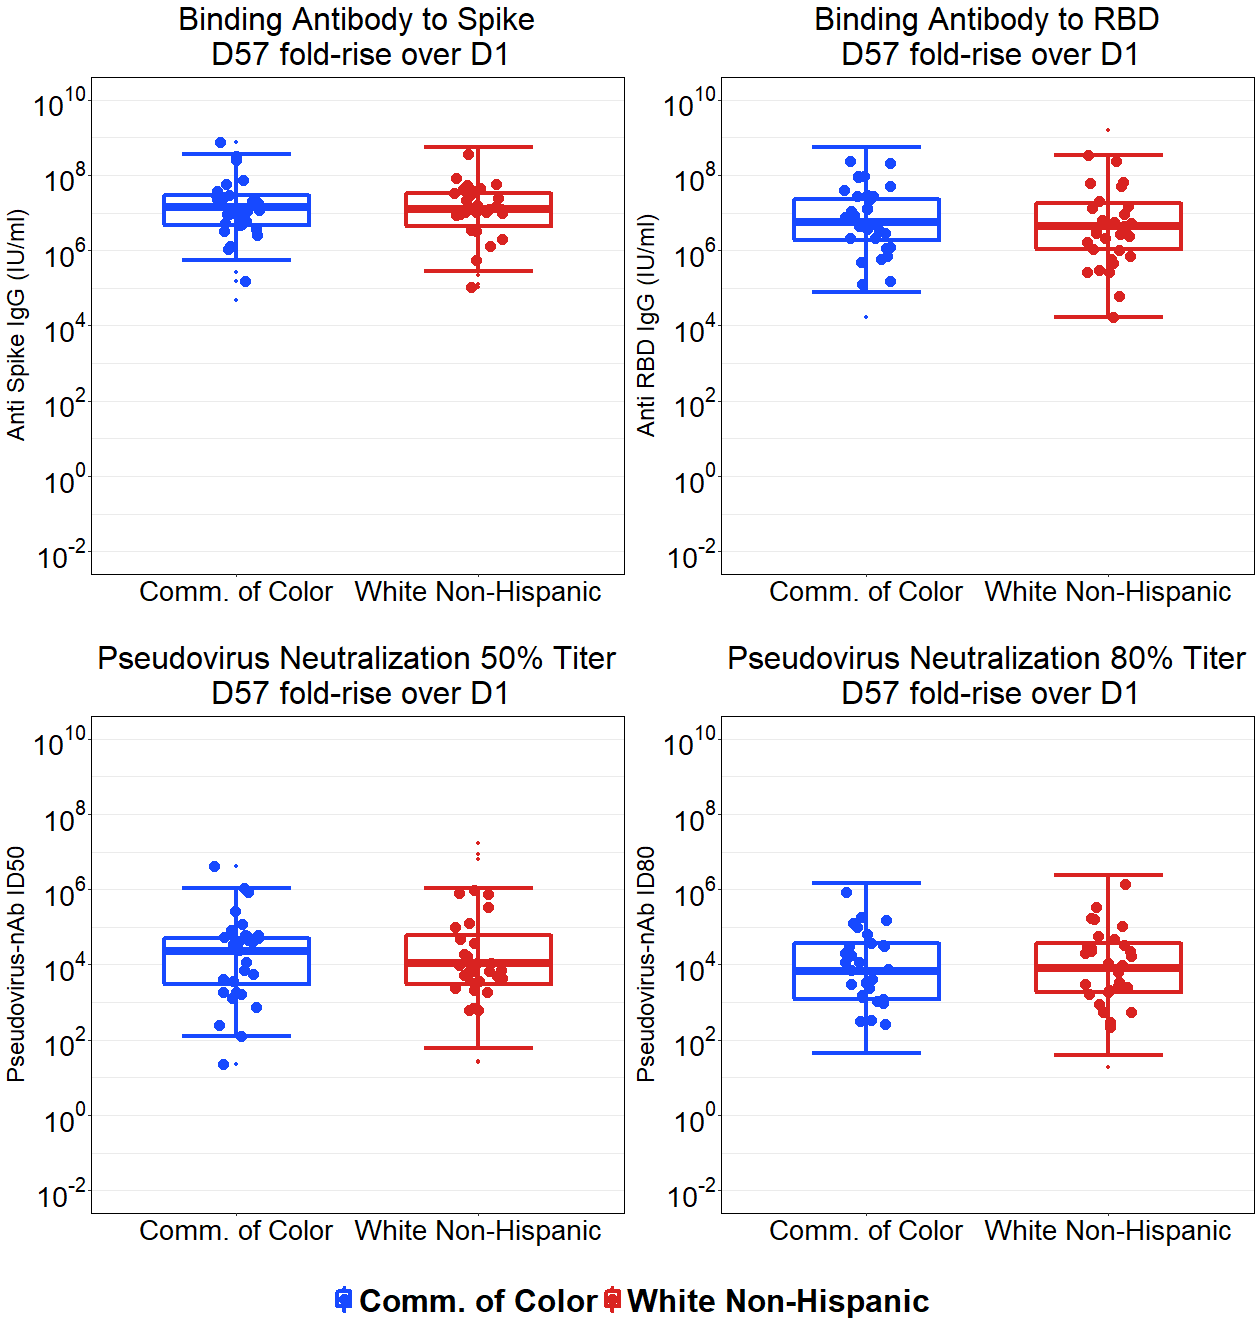 Binding Antibody to Spike
D57 fold-rise over D1
Anti Spike IgG (IU/ml)
10^10
10^8
10^6
10^4
10^2
10^0
10^-2
Comm. of Color White Non-Hispanic
Binding Antibody to RBD
D57 fold-rise over D1
Anti RBD IgG (IU/ml)
10^10
10^8
10^6
10^4
10^2
10^0
10^-2
Comm. of Color White Non-Hispanic
Pseudovirus Neutralization 50% Titer
D57 fold-rise over D1
Pseudovirus-nAb ID50
10^10
10^8
10^6
10^4
10^2
10^0
10^-2
Comm. of Color White Non-Hispanic
Pseudovirus Neutralization 80% Titer
D57 fold-rise over D1
Pseudovirus-nAb ID80
10^10
10^8
10^6
10^4
10^2
10^0
10^-2
Comm. of Color White Non-Hispanic
Comm. of Color White Non-Hispanic